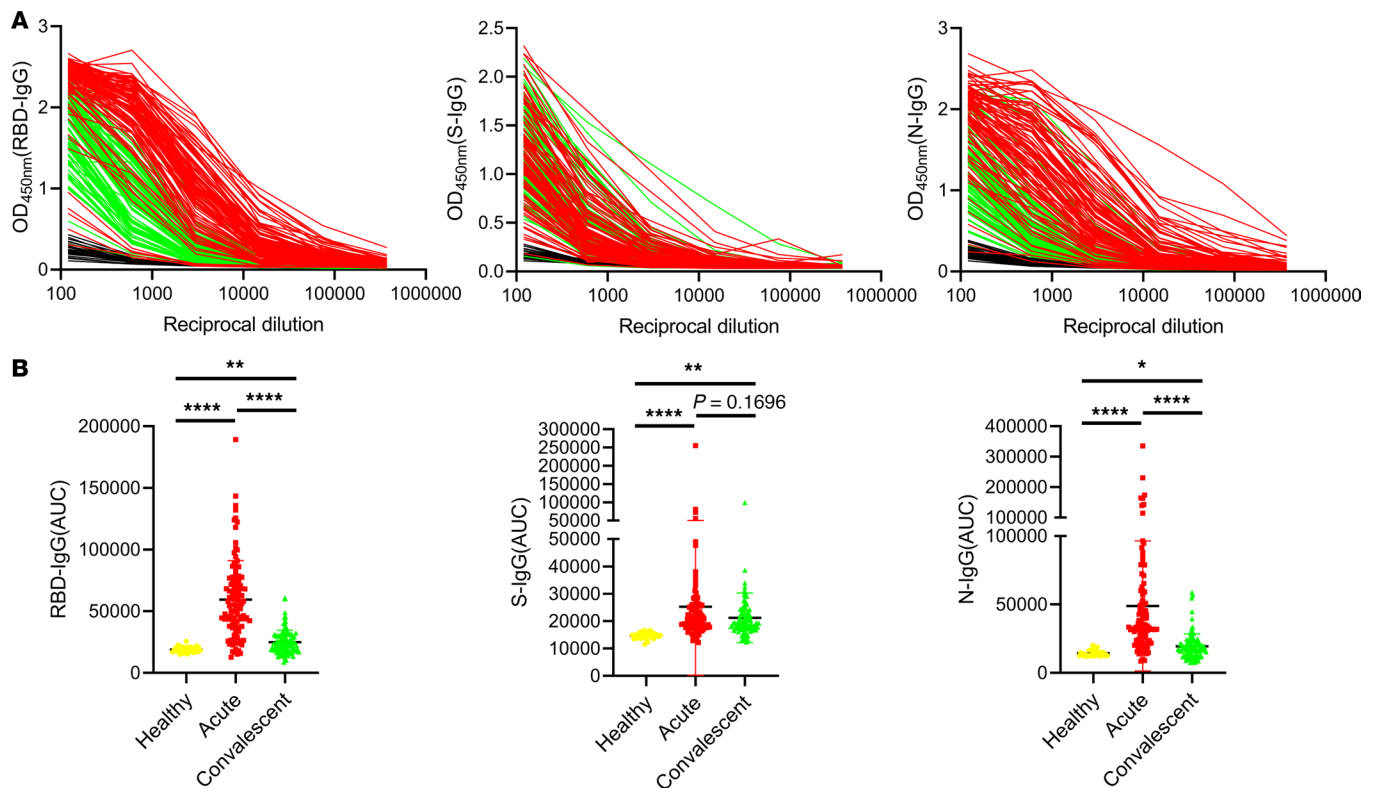 A
OD450nm(RBD-IgG)
3
2
1
0
100
1000
10000
100000
1000000
Reciprocal dilution
OD450nm(S-IgG)
2.5
2.0
1.5
1.0
0.5
0.0
100
1000
10000
100000
1000000
Reciprocal dilution
OD450nm(N-IgG)
3
2
1
0
100
1000
10000
100000
1000000
Reciprocal dilution
B
**
****
****
RBD-IgG(AUC)
200000
150000
100000
50000
0
Healthy
Acute
Convalescent
**
****
P = 0.1696
S-IgG(AUC)
300000
250000
200000
150000
100000
50000
50000
40000
30000
20000
10000
0
Healthy
Acute
Convalescent
*
****
****
N-IgG(AUC)
400000
300000
200000
100000
100000
50000
0
Healthy
Acute
Convalescent